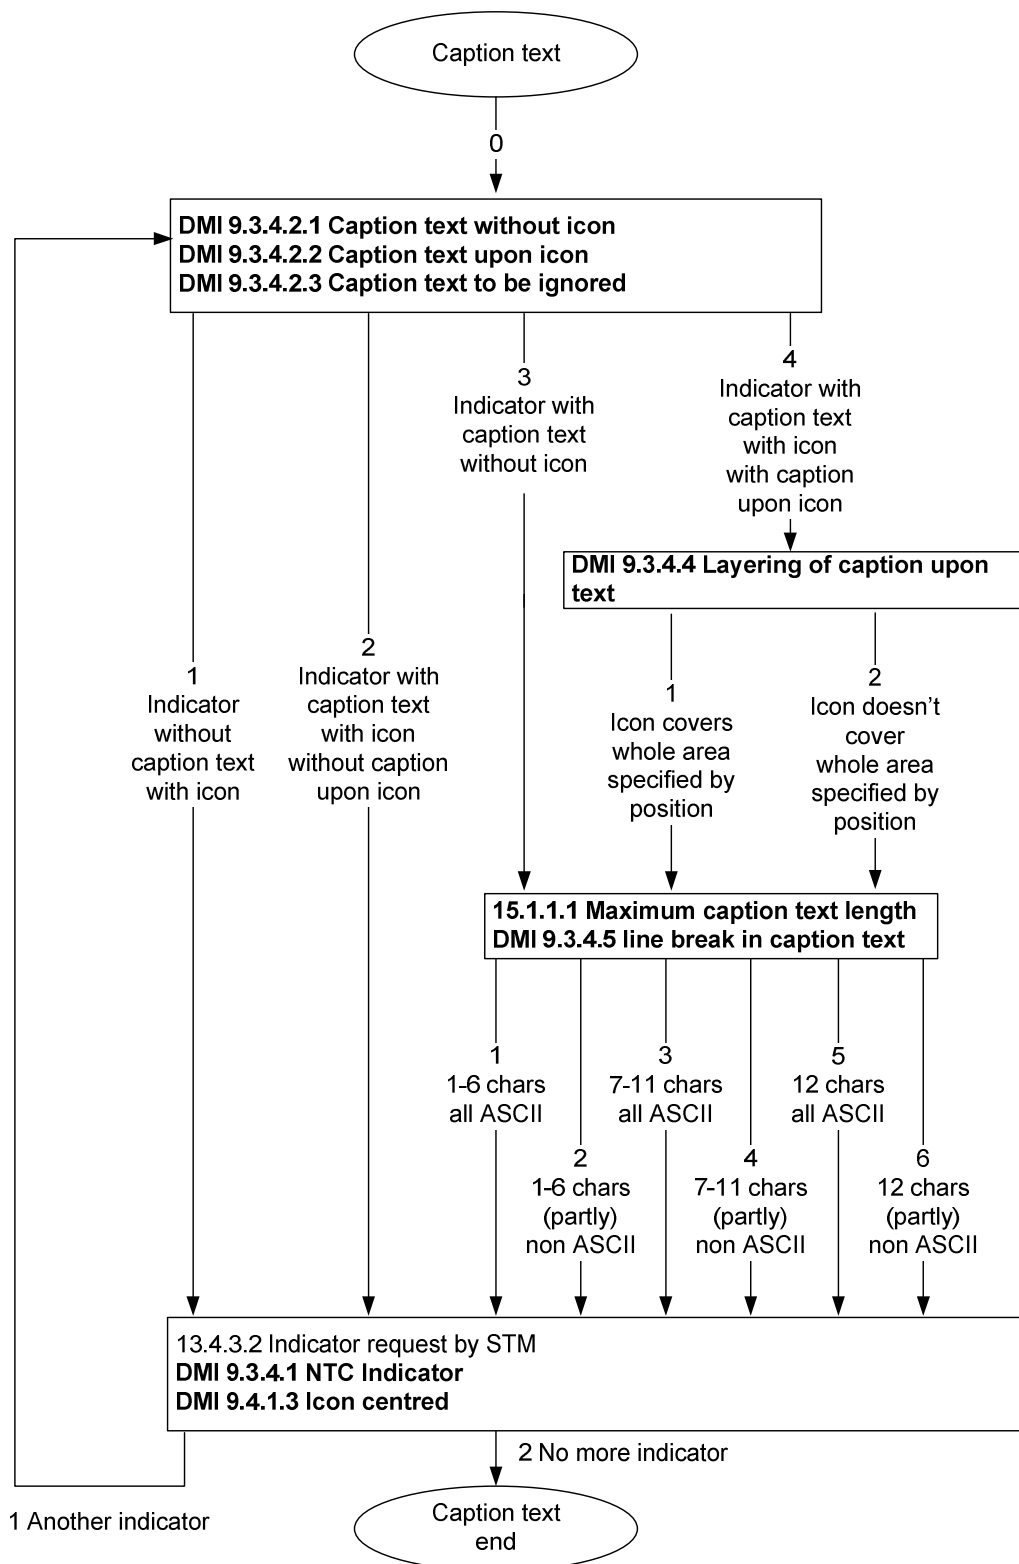 Caption text
0
DMI 9.3.4.2.1 Caption text without icon
DMI 9.3.4.2.2 Caption text upon icon
DMI 9.3.4.2.3 Caption text to be ignored
1
Indicator
without
caption text
with icon
2
Indicator with
caption text
with icon
without caption
upon icon
3
Indicator with
caption text
without icon
4
Indicator with
caption text
with icon
with caption
upon icon
DMI 9.3.4.4 Layering of caption upon
text
1
Icon covers
whole area
specified by
position
2
Icon doesn't
cover
whole area
specified by
position
15.1.1.1 Maximum caption text length
DMI 9.3.4.5 line break in caption text
1
1-6 chars
all ASCII
2
1-6 chars
(partly)
non ASCII
3
7-11 chars
all ASCII
4
7-11 chars
(partly)
non ASCII
5
12 chars
all ASCII
6
12 chars
(partly)
non ASCII
13.4.3.2 Indicator request by STM
DMI 9.3.4.1 NTC Indicator
DMI 9.4.1.3 Icon centred
2 No more indicator
1 Another indicator
Caption text
end